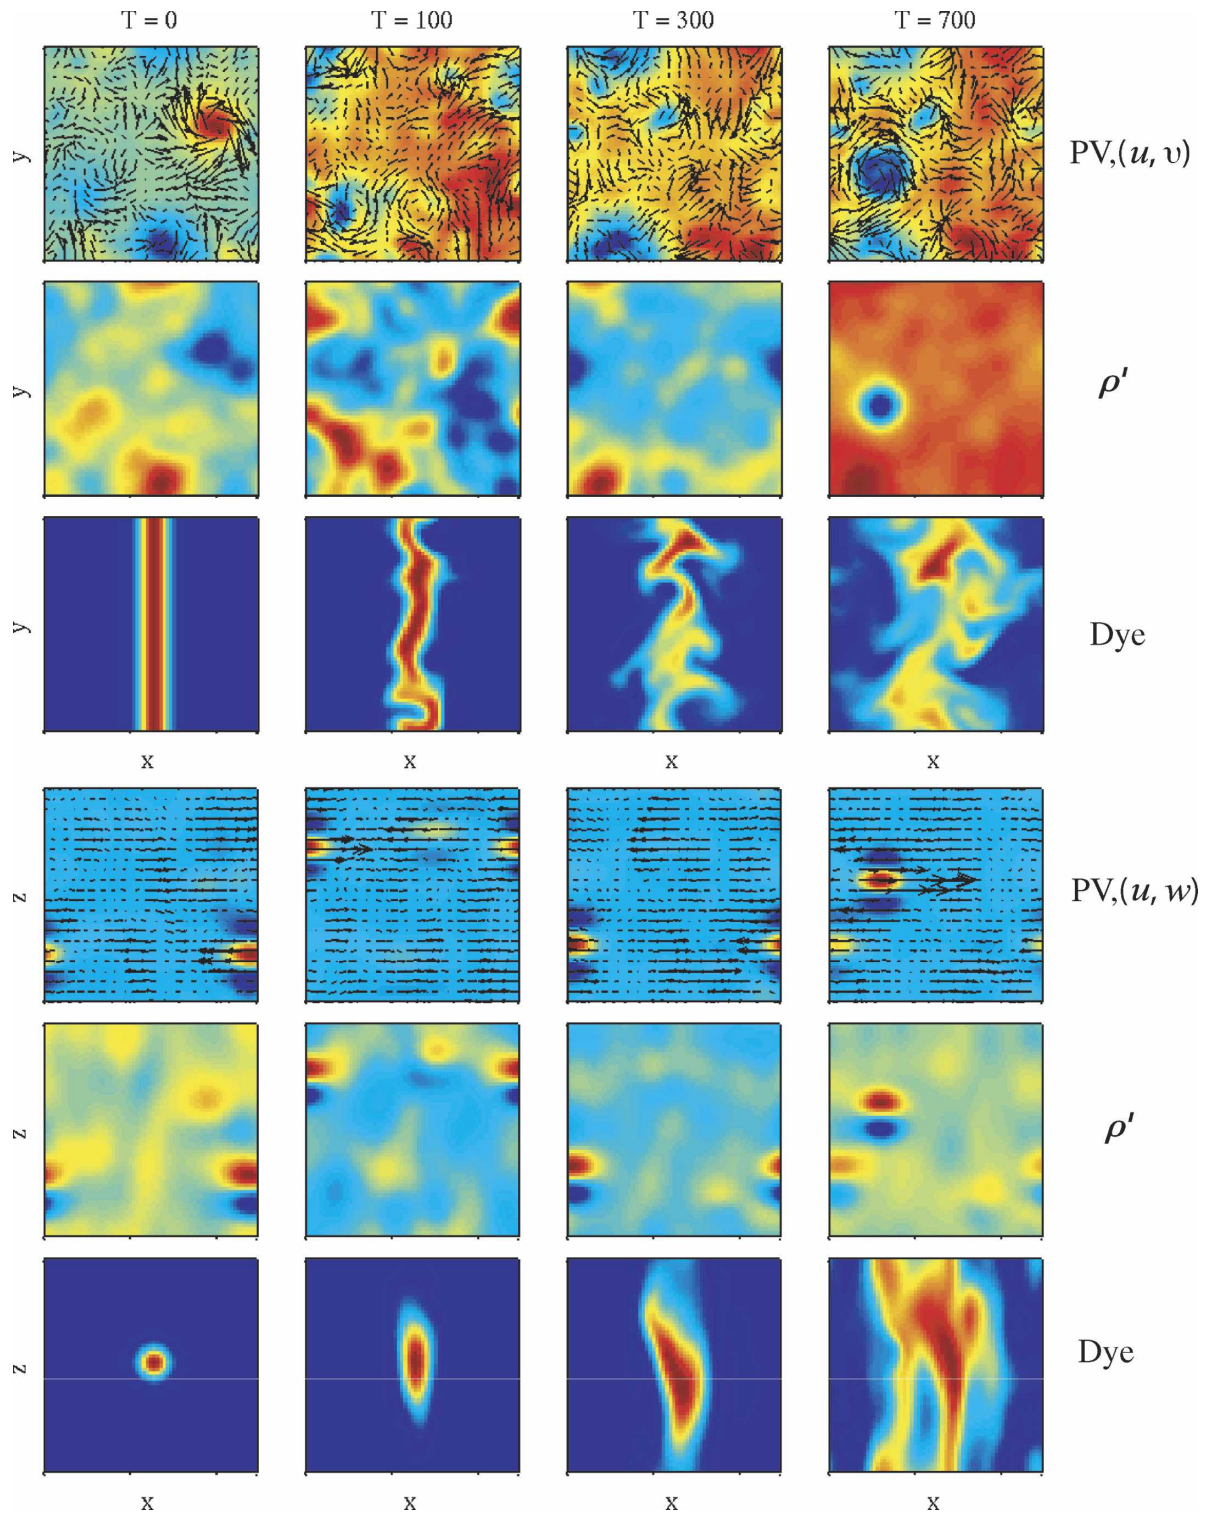 T = 0 T = 100 T = 300 T = 700
y PV,(u, υ)
y ρ'
y Dye
x x x x
z PV,(u, w)
z ρ'
z Dye
x x x x